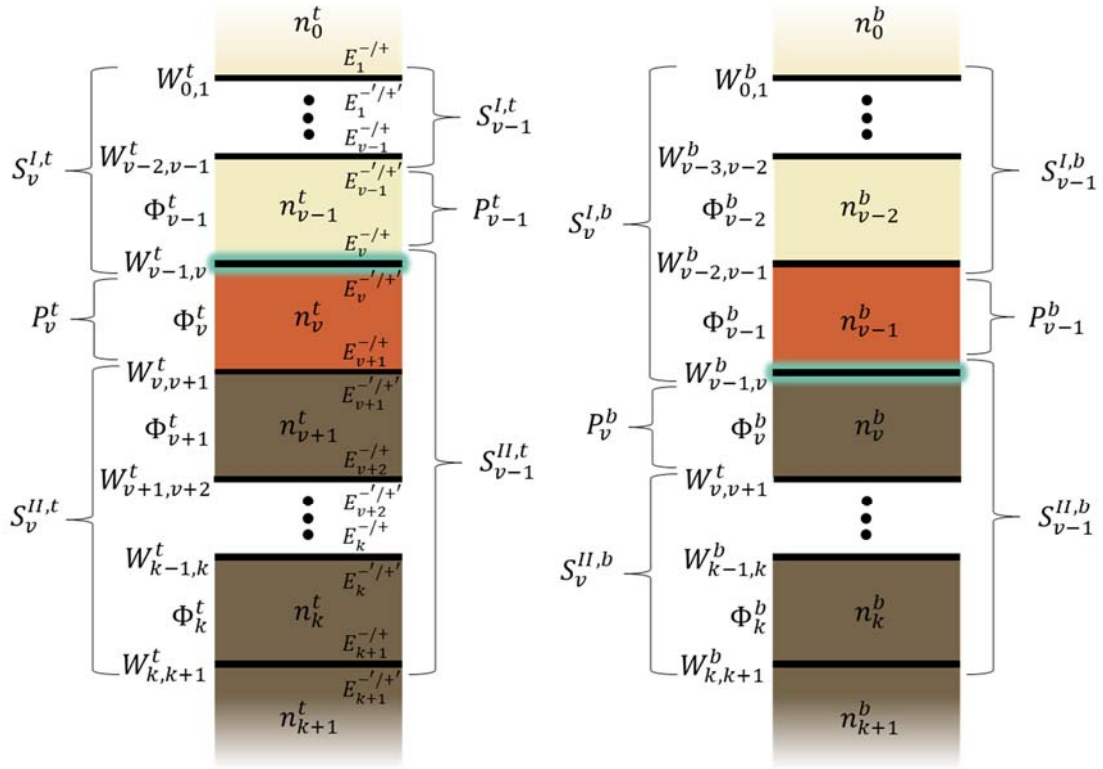 n_0^t
E_1^{-/+}
W_{0,1}^t
E_1^{-'/+'}
S_{v-1}^{I,t}
E_{v-1}^{-/+}
S_v^{I,t}
W_{v-2,v-1}^t
E_{v-1}^{-'/+'}
Φ_{v-1}^t
n_{v-1}^t
P_{v-1}^t
E_v^{-/+}
W_{v-1,v}^t
E_v^{-'/+'}
P_v^t
Φ_v^t
n_v^t
E_{v+1}^{-/+}
W_{v,v+1}^t
E_{v+1}^{-'/+'}
Φ_{v+1}^t
n_{v+1}^t
E_{v+2}^{-/+}
S_{v-1}^{II,t}
W_{v+1,v+2}^t
E_{v+2}^{-'/+'}
S_v^{II,t}
E_k^{-/+}
W_{k-1,k}^t
E_k^{-'/+'}
Φ_k^t
n_k^t
E_{k+1}^{-/+}
W_{k,k+1}^t
E_{k+1}^{-'/+'}
n_{k+1}^t
n_0^b
W_{0,1}^b
W_{v-3,v-2}^b
S_{v-1}^{I,b}
Φ_{v-2}^b
n_{v-2}^b
S_v^{I,b}
W_{v-2,v-1}^b
Φ_{v-1}^b
n_{v-1}^b
P_{v-1}^b
W_{v-1,v}^b
P_v^b
Φ_v^b
n_v^b
W_{v,v+1}^t
S_{v-1}^{II,b}
W_{k-1,k}^b
S_v^{II,b}
Φ_k^b
n_k^b
W_{k,k+1}^b
n_{k+1}^b